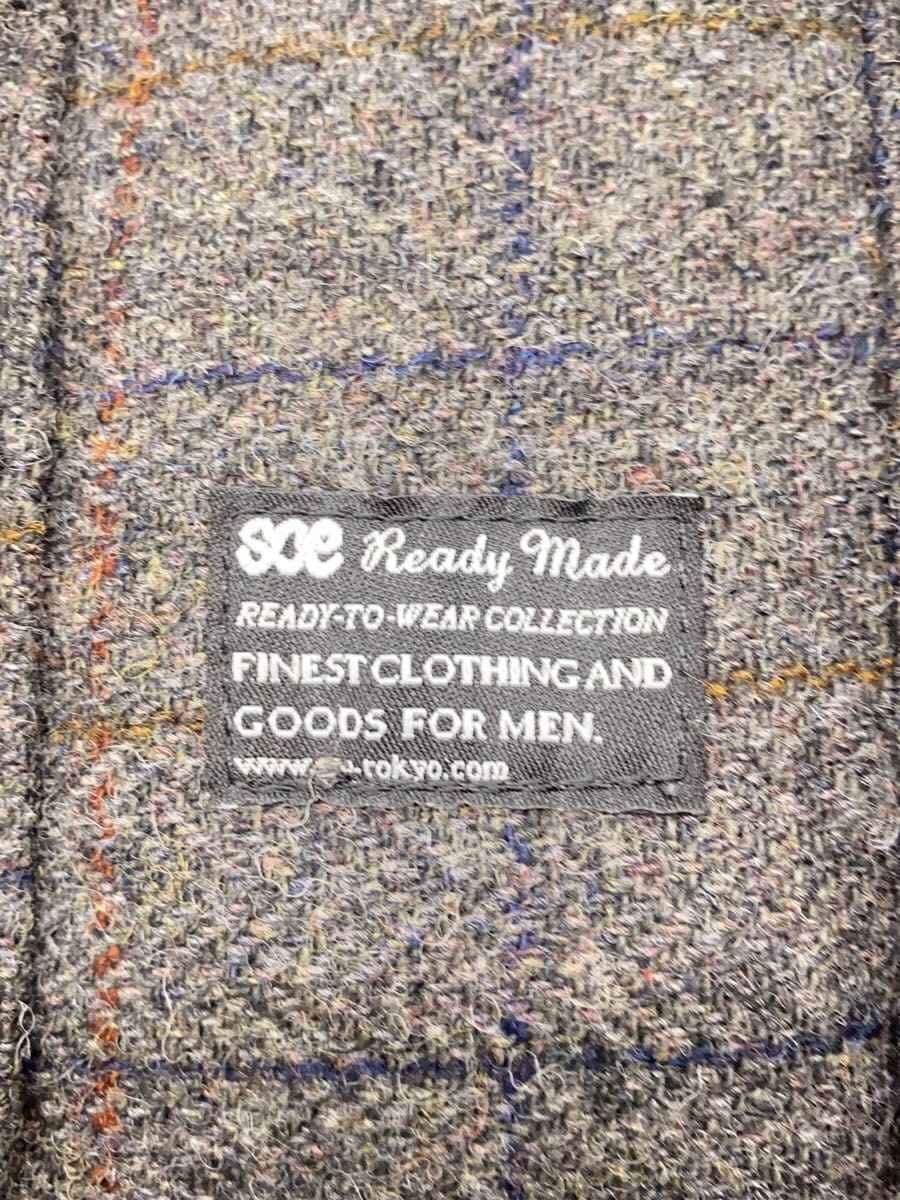 SOE Ready Made
READY-TO-WEAR COLLECTION
FINEST CLOTHING AND
GOODS FOR MEN.